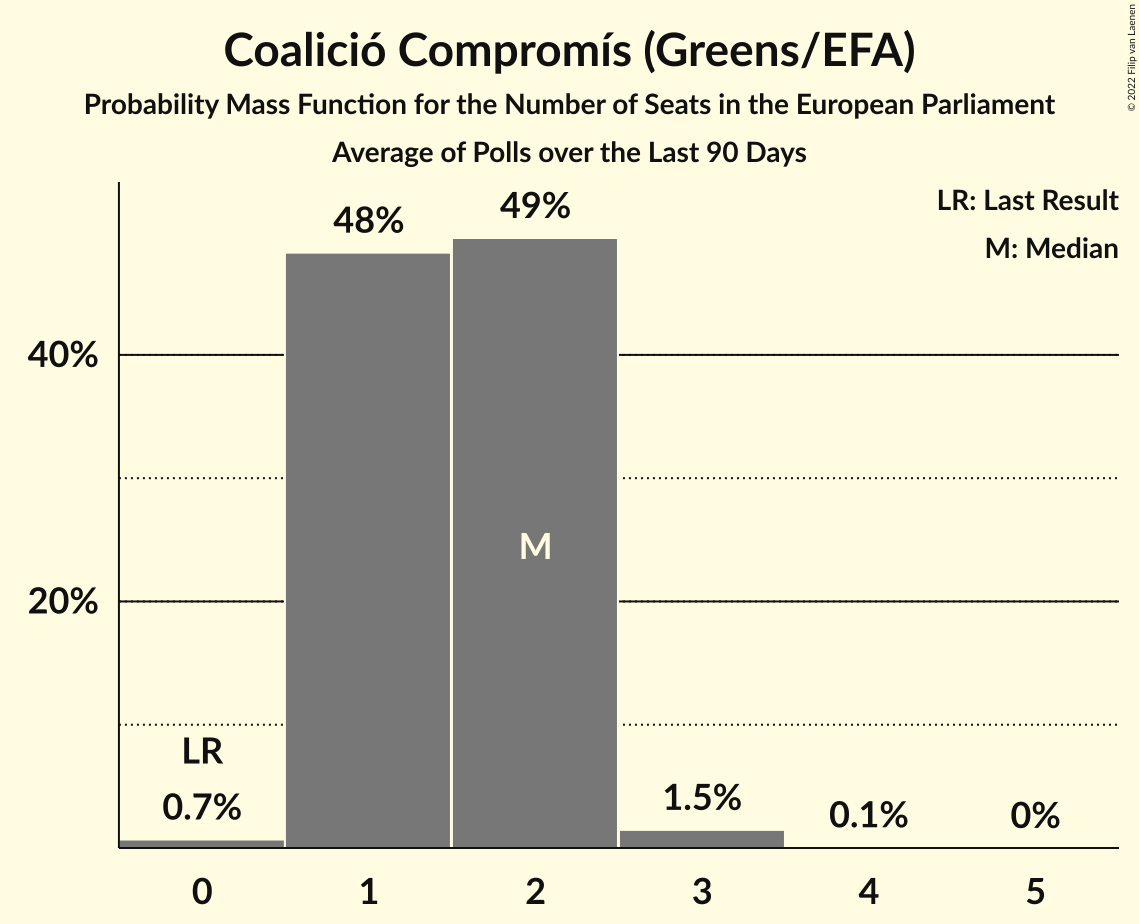 Coalició Compromís (Greens/EFA)
Probability Mass Function for the Number of Seats in the European Parliament
Average of Polls over the Last 90 Days
© 2022 Filip van Laenen
LR: Last Result
M: Median
48%
49%
40%
M
20%
LR
0.7%
1.5%
0.1%
0%
0 1 2 3 4 5